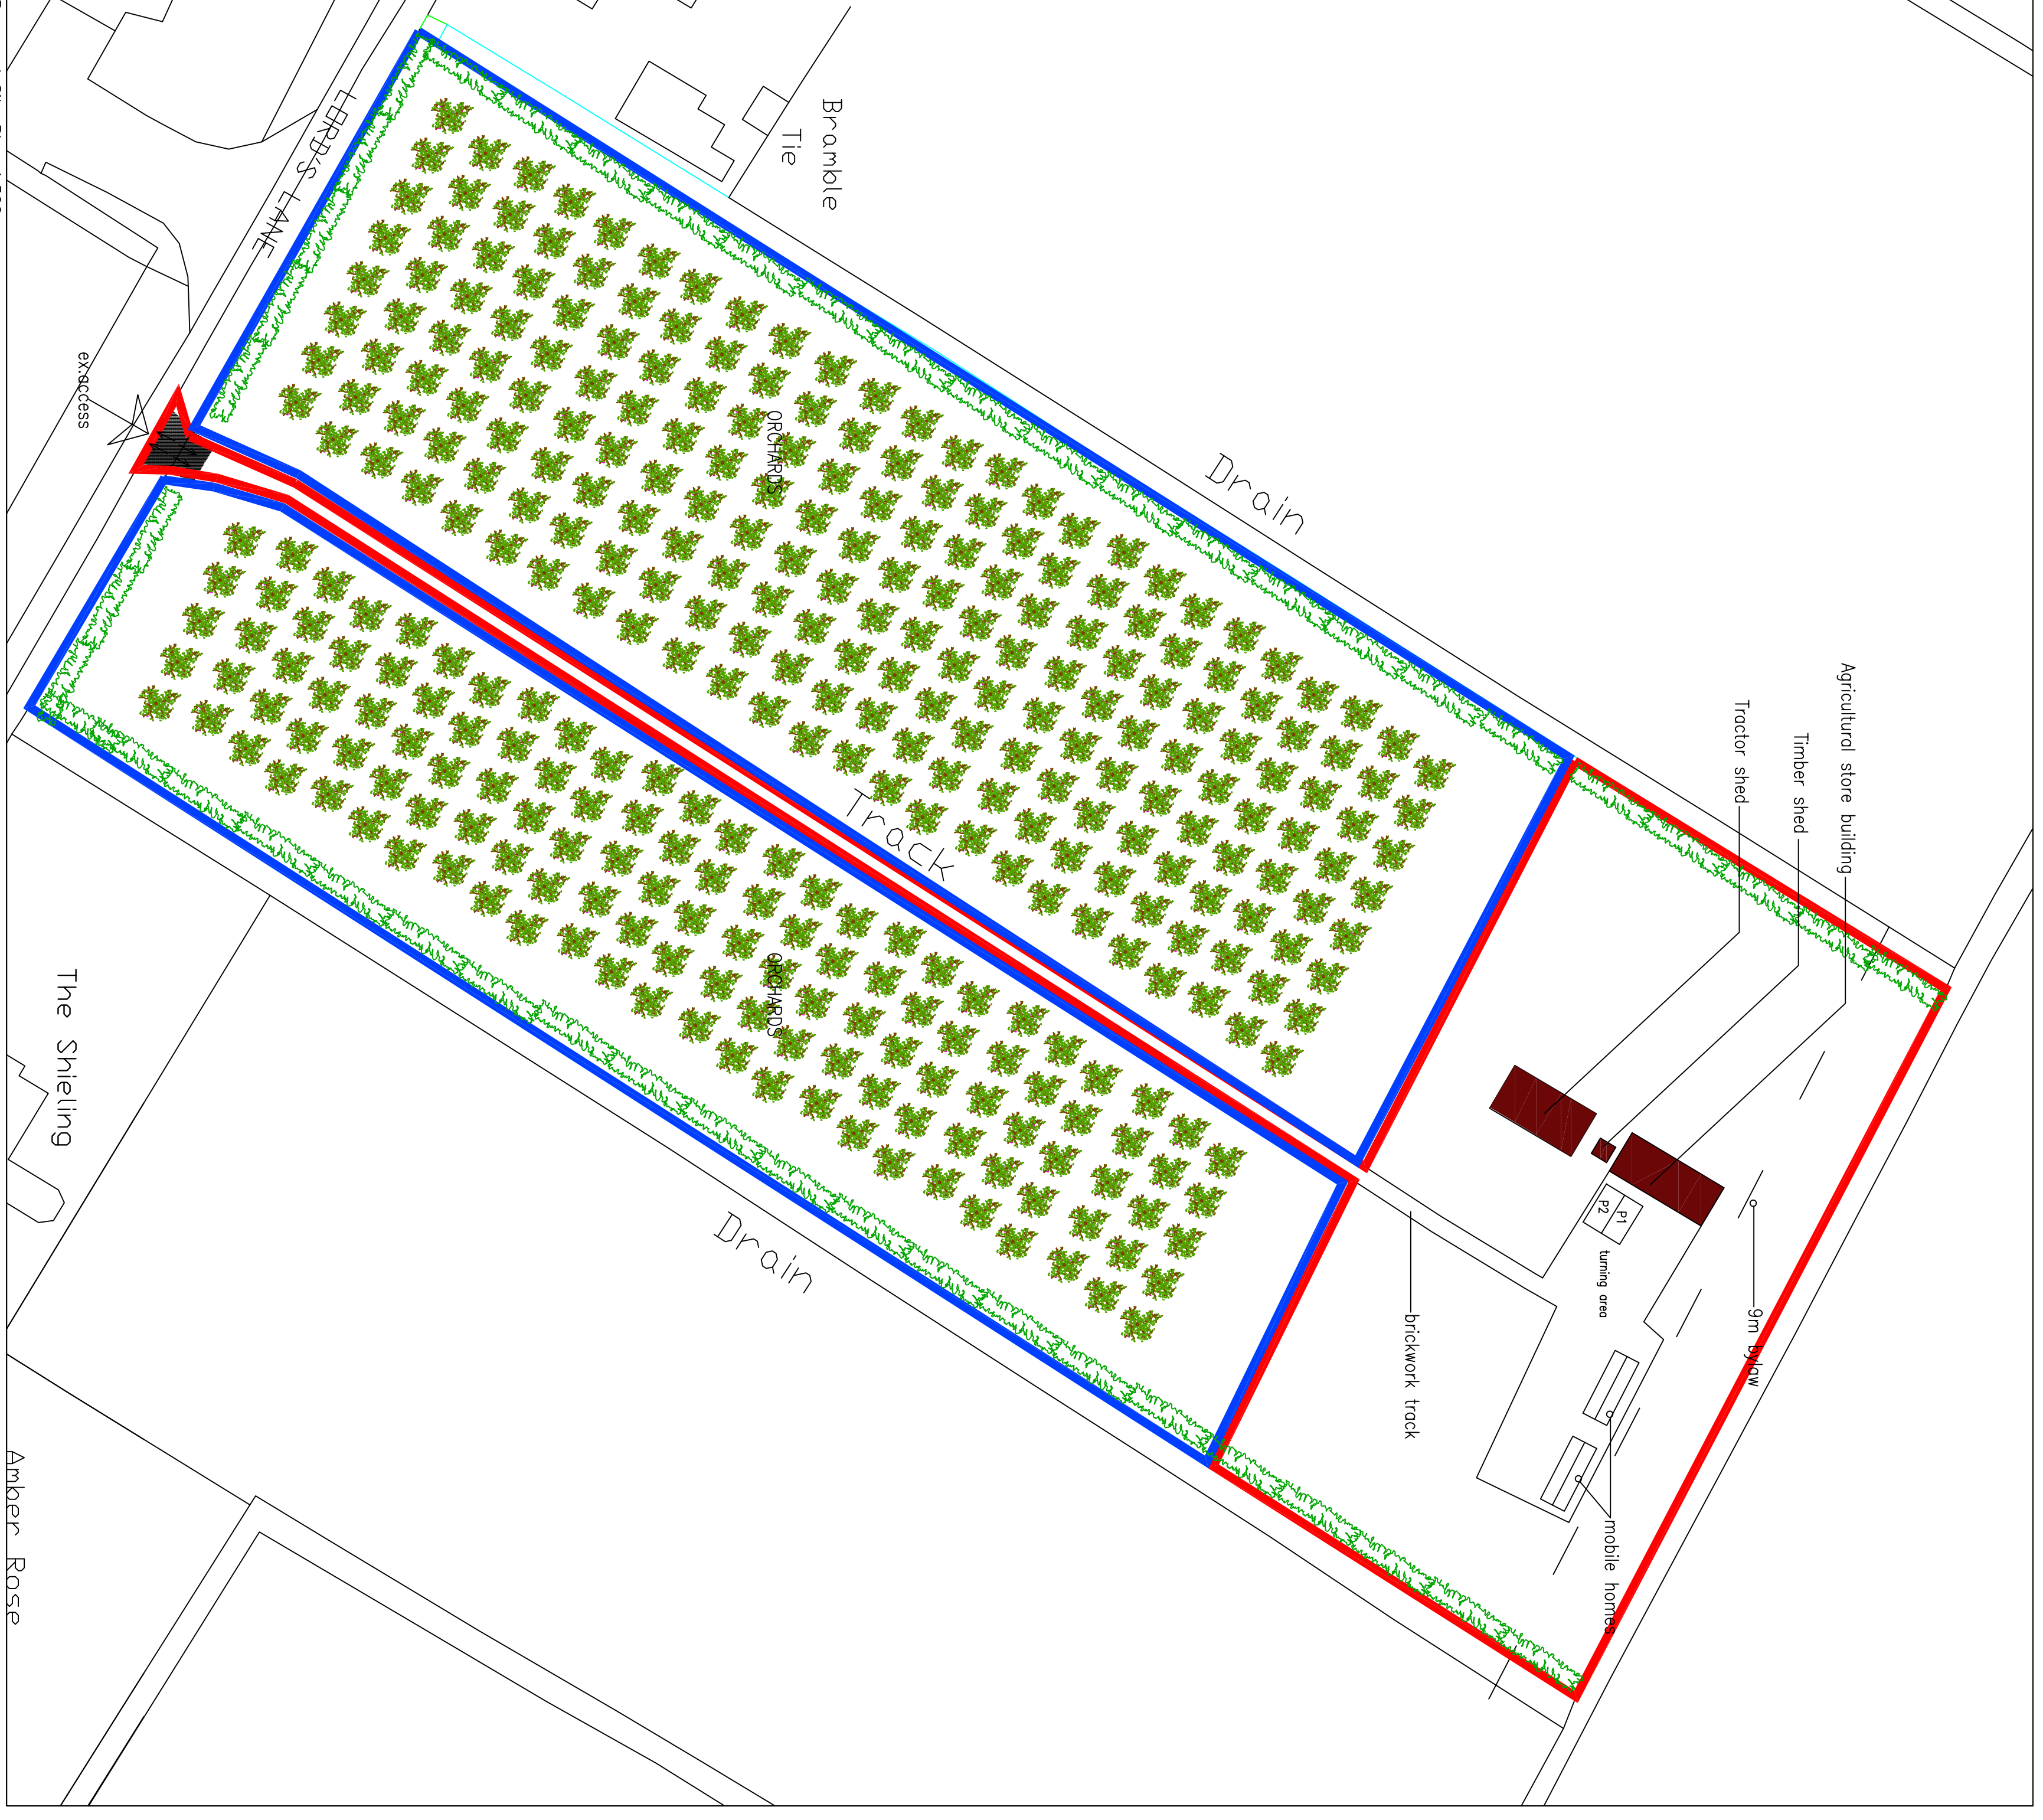 Bramble
Tie
LORD'S LANE
ex.access
ORCHARDS
Drain
Agricultural store building
Timber shed
Tractor shed
Track
ORCHARDS
The Shieling
Drain
P1
P2
turning area
9m bylaw
brickwork track
mobile homes
Amber Rose